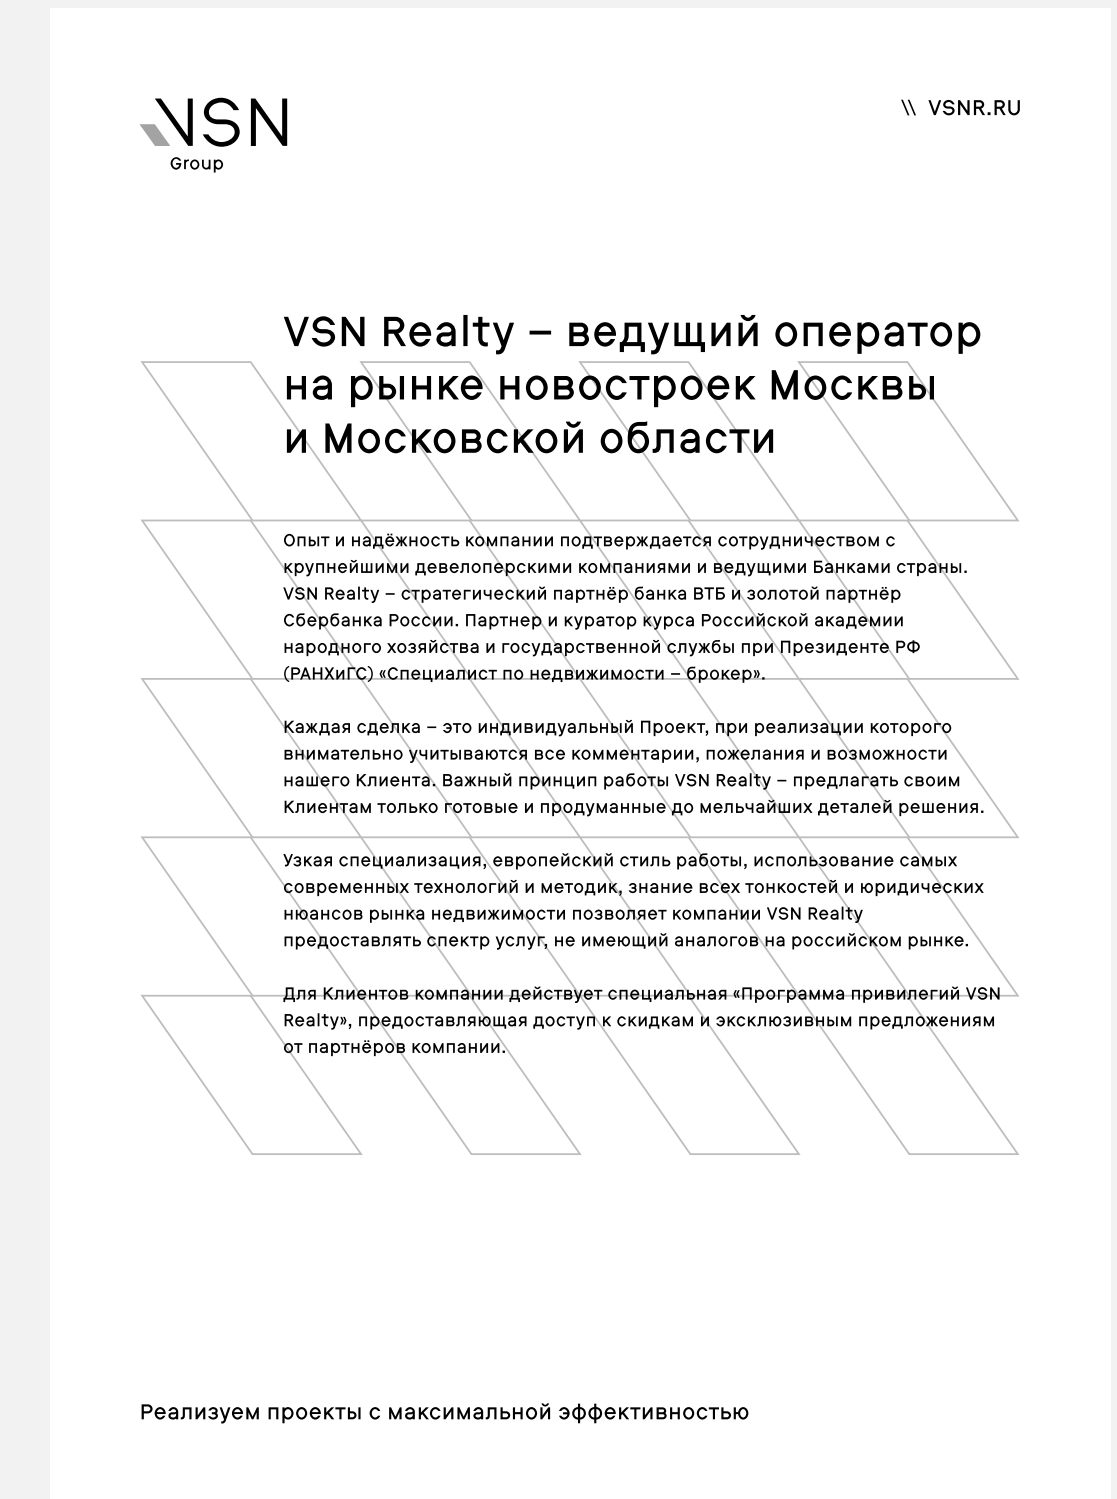 VSN
Group
\\ VSNR.RU
VSN Realty – ведущий оператор
на рынке новостроек Москвы
и Московской области
Опыт и надёжность компании подтверждается сотрудничеством с
крупнейшими девелоперскими компаниями и ведущими Банками страны.
VSN Realty – стратегический партнёр банка ВТБ и золотой партнёр
Сбербанка России. Партнер и куратор курса Российской академии
народного хозяйства и государственной службы при Президенте РФ
(РАНХиГС) «Специалист по недвижимости – брокер».
Каждая сделка – это индивидуальный Проект, при реализации которого
внимательно учитываются все комментарии, пожелания и возможности
нашего Клиента. Важный принцип работы VSN Realty – предлагать своим
Клиентам только готовые и продуманные до мельчайших деталей решения.
Узкая специализация, европейский стиль работы, использование самых
современных технологий и методик, знание всех тонкостей и юридических
нюансов рынка недвижимости позволяет компании VSN Realty
предоставлять спектр услуг, не имеющий аналогов на российском рынке.
Для Клиентов компании действует специальная «Программа привилегий VSN
Realty», предоставляющая доступ к скидкам и эксклюзивным предложениям
от партнёров компании.
Реализуем проекты с максимальной эффективностью